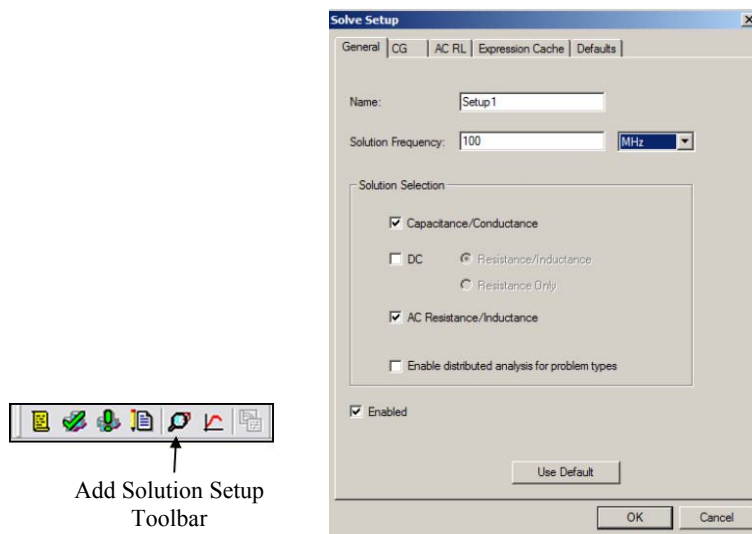 Solve Setup
General CG AC RL Expression Cache Defaults
Name: Setup1
Solution Frequency: 100 MHz
Solution Selection
Capacitance/Conductance
DC Resistance/Inductance
Resistance Only
AC Resistance/Inductance
Enable distributed analysis for problem types
Enabled
Use Default
OK Cancel
Add Solution Setup
Toolbar